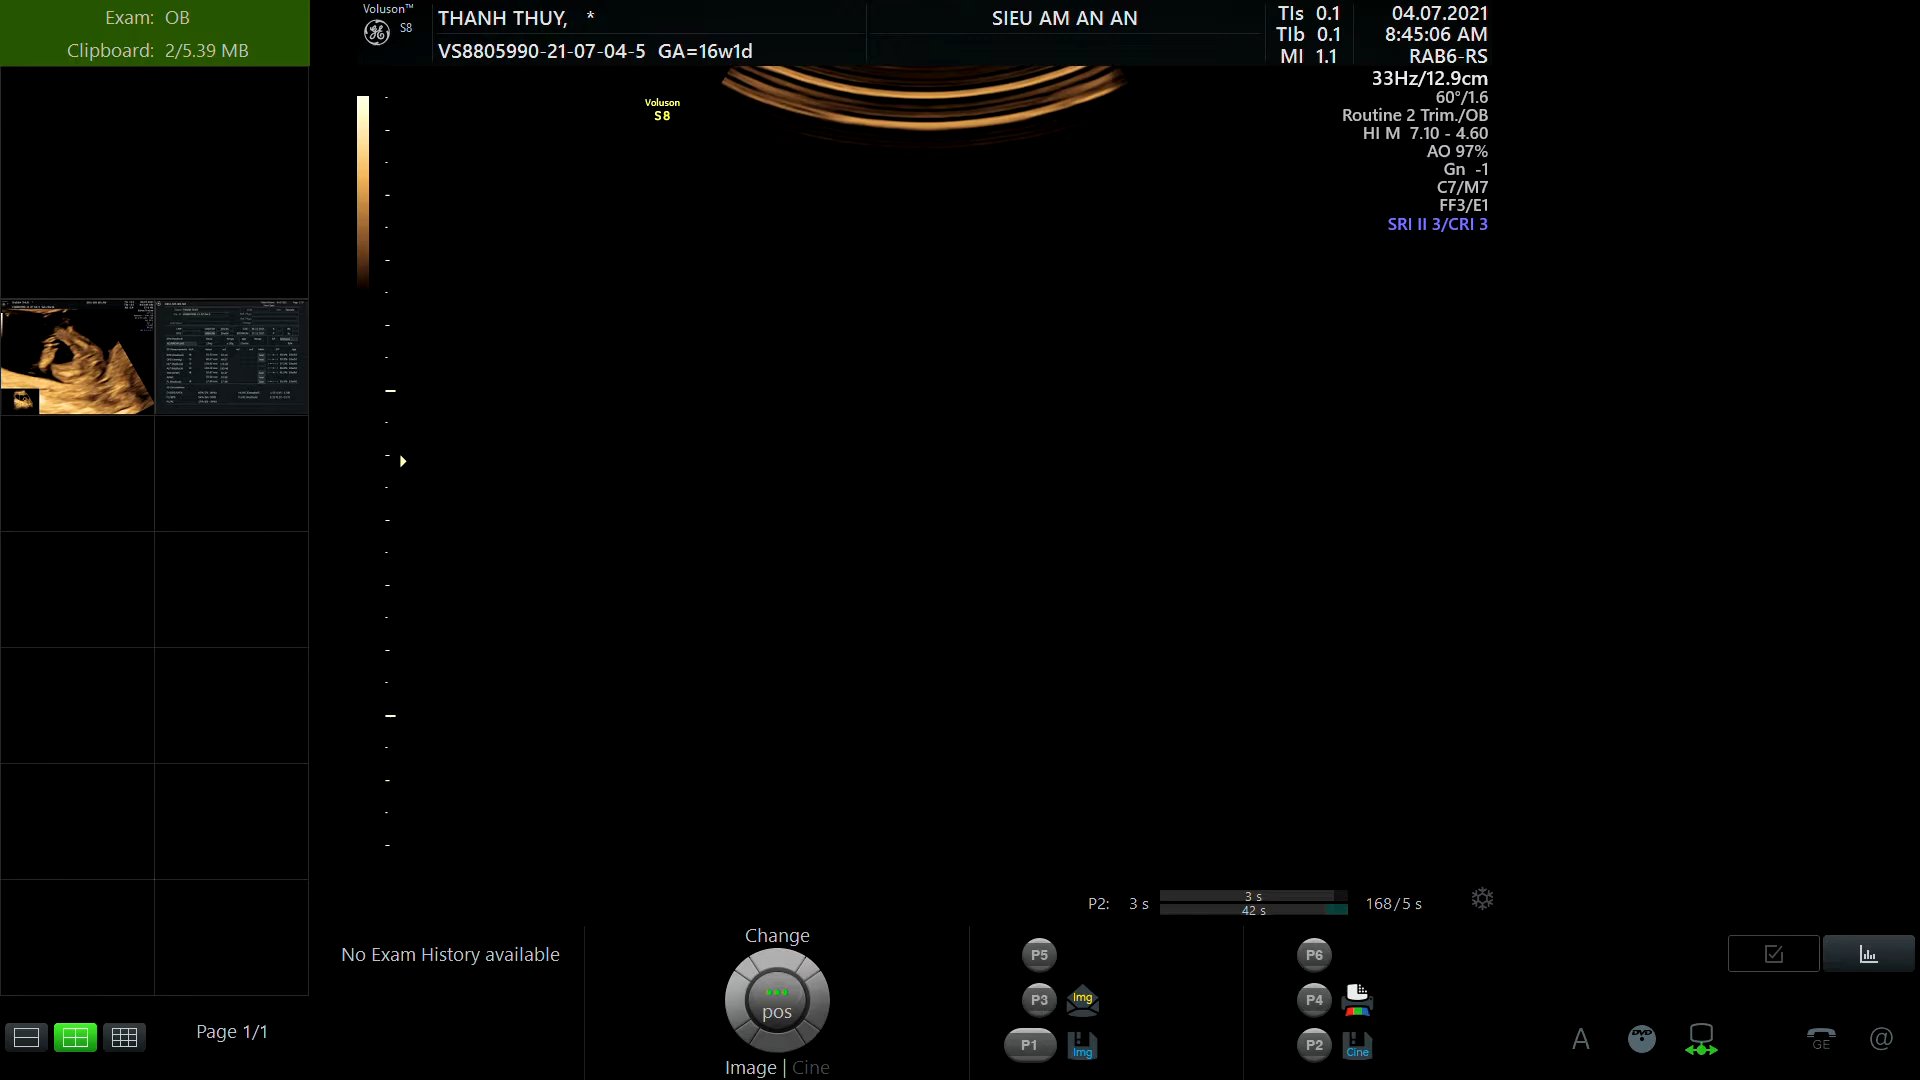 Exam: OB
Clipboard: 2/5.39 MB
Voluson™
S8
THANH THUY, *
VS8805990-21-07-04-5 GA=16w1d
SIEU AM AN AN
TIs 0.1
TIb 0.1
MI 1.1
04.07.2021
8:45:06 AM
RAB6-RS
33Hz/12.9cm
60°/1.6
Routine 2 Trim./OB
HI M 7.10 - 4.60
AO 97%
Gn -1
C7/M7
FF3/E1
SRI II 3/CRI 3
Voluson
S8
P2: 3 s
3 s
42 s
168/5 s
No Exam History available
Change
pos
Image | Cine
P5
P3 Img
P1 Img
P6
P4
P2 Cine
Page 1/1
A
DVD
GE
@